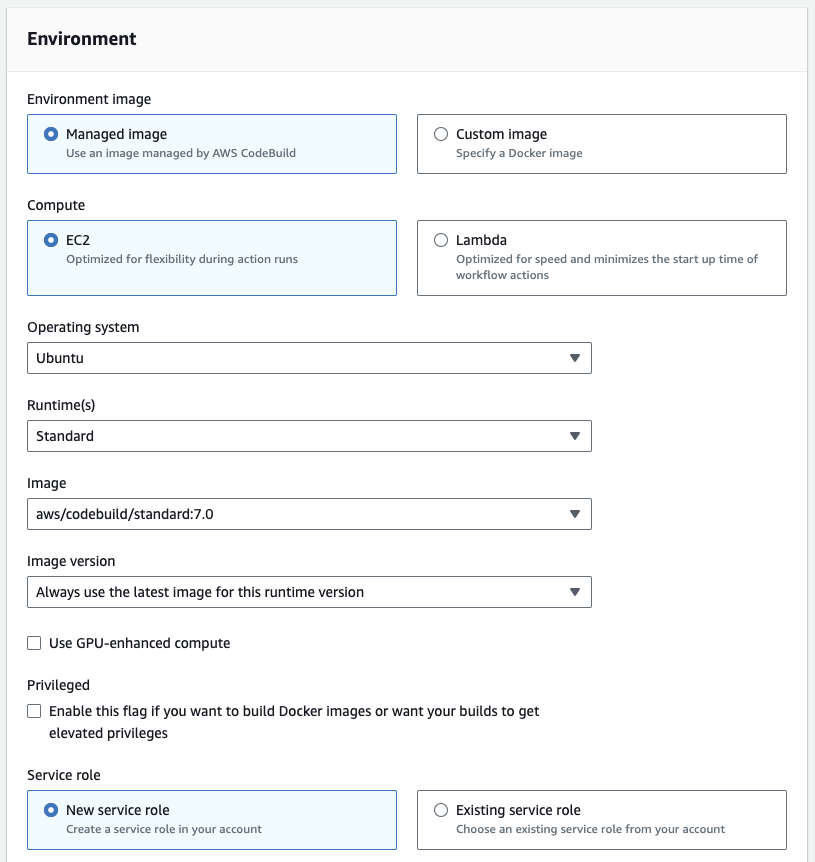 Environment
Environment image
Managed image
Use an image managed by AWS CodeBuild
Custom image
Specify a Docker image
Compute
EC2
Optimized for flexibility during action runs
Lambda
Optimized for speed and minimizes the start up time of
workflow actions
Operating system
Ubuntu
Runtime(s)
Standard
Image
aws/codebuild/standard:7.0
Image version
Always use the latest image for this runtime version
Use GPU-enhanced compute
Privileged
Enable this flag if you want to build Docker images or want your builds to get
elevated privileges
Service role
New service role
Create a service role in your account
Existing service role
Choose an existing service role from your account